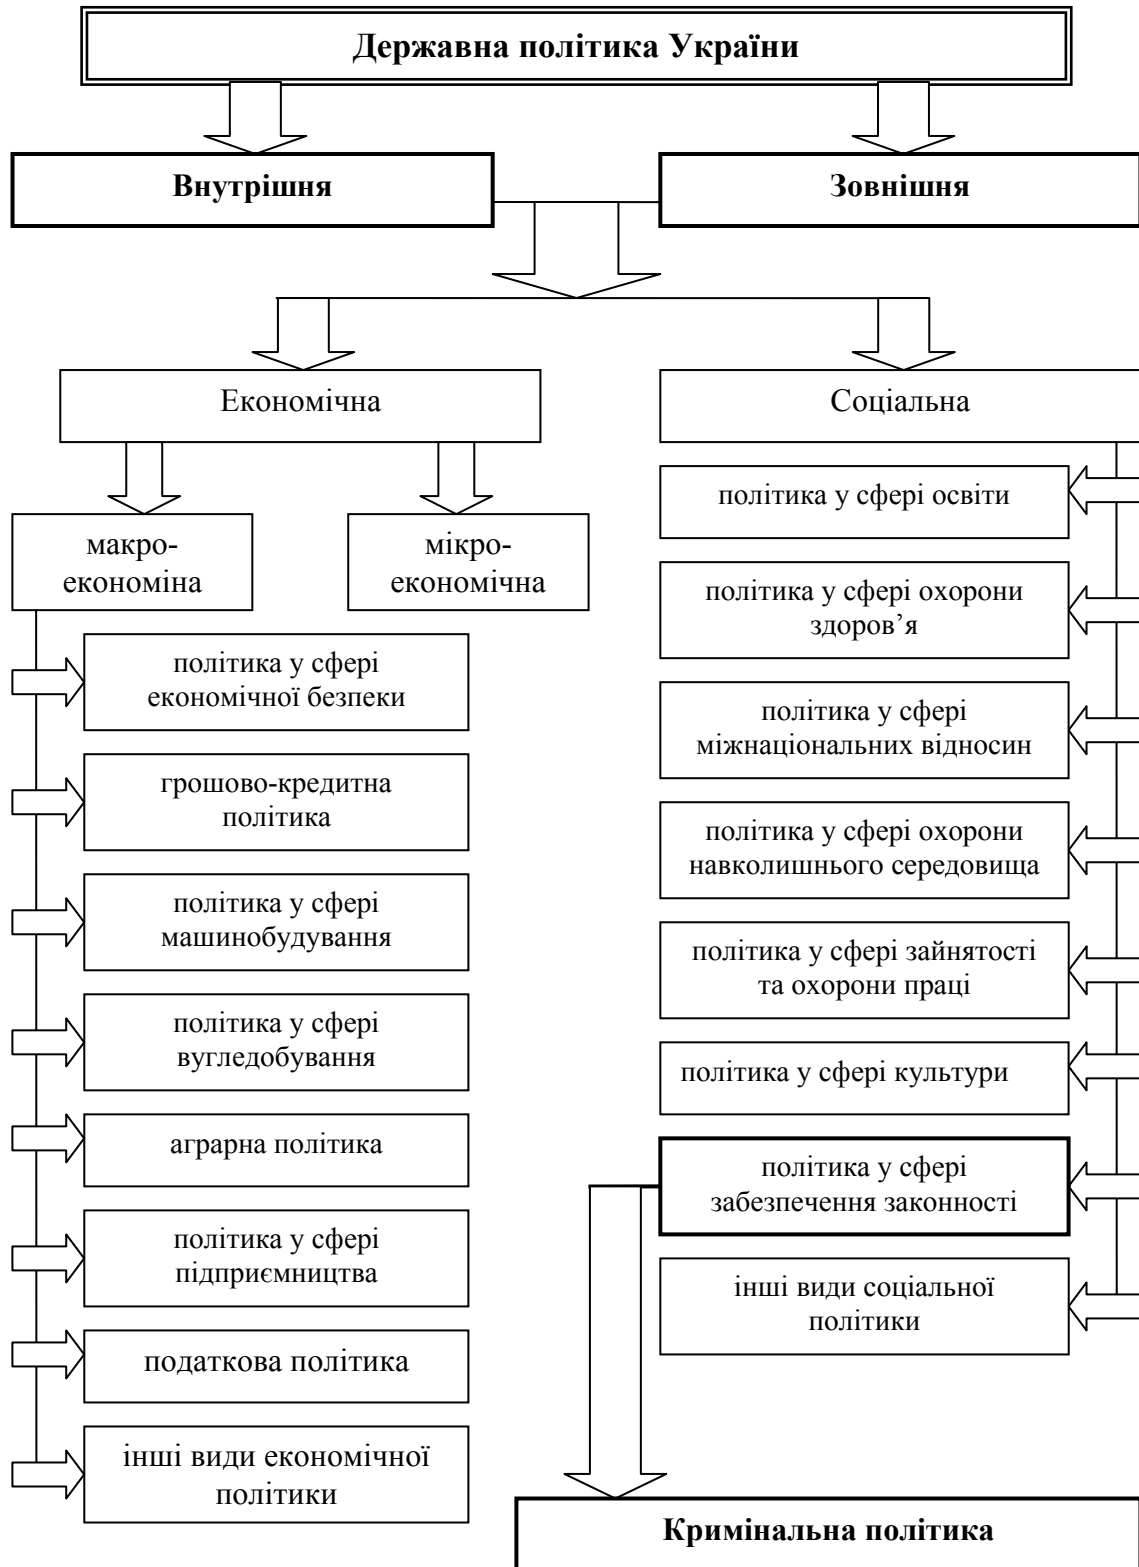 Державна політика України
Внутрішня
Зовнішня
Економічна
Соціальна
макро-
економіна
мікро-
економічна
політика у сфері
економічної безпеки
грошово-кредитна
політика
політика у сфері
машинобудування
політика у сфері
вугледобування
аграрна політика
політика у сфері
підприємництва
податкова політика
інші види економічної
політики
політика у сфері освіти
політика у сфері охорони
здоров’я
політика у сфері
міжнаціональних відносин
політика у сфері охорони
навколишнього середовища
політика у сфері зайнятості
та охорони праці
політика у сфері культури
політика у сфері
забезпечення законності
інші види соціальної
політики
Кримінальна політика